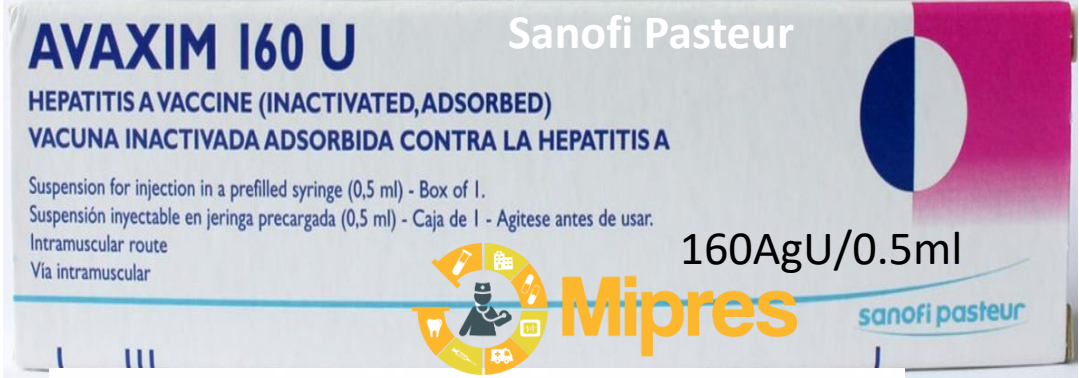 Sanofi Pasteur
AVAXIM 160 U
HEPATITIS A VACCINE (INACTIVATED,ADSORBED)
VACUNA INACTIVADA ADSORBIDA CONTRA LA HEPATITIS A
Suspension for injection in a prefilled syringe (0,5 ml) - Box of 1.
Suspensión inyectable en jeringa precargada (0,5 ml) - Caja de 1 - Agitese antes de usar.
Intramuscular route
Vía intramuscular
160AgU/0.5ml
Mipres
sanofi pasteur